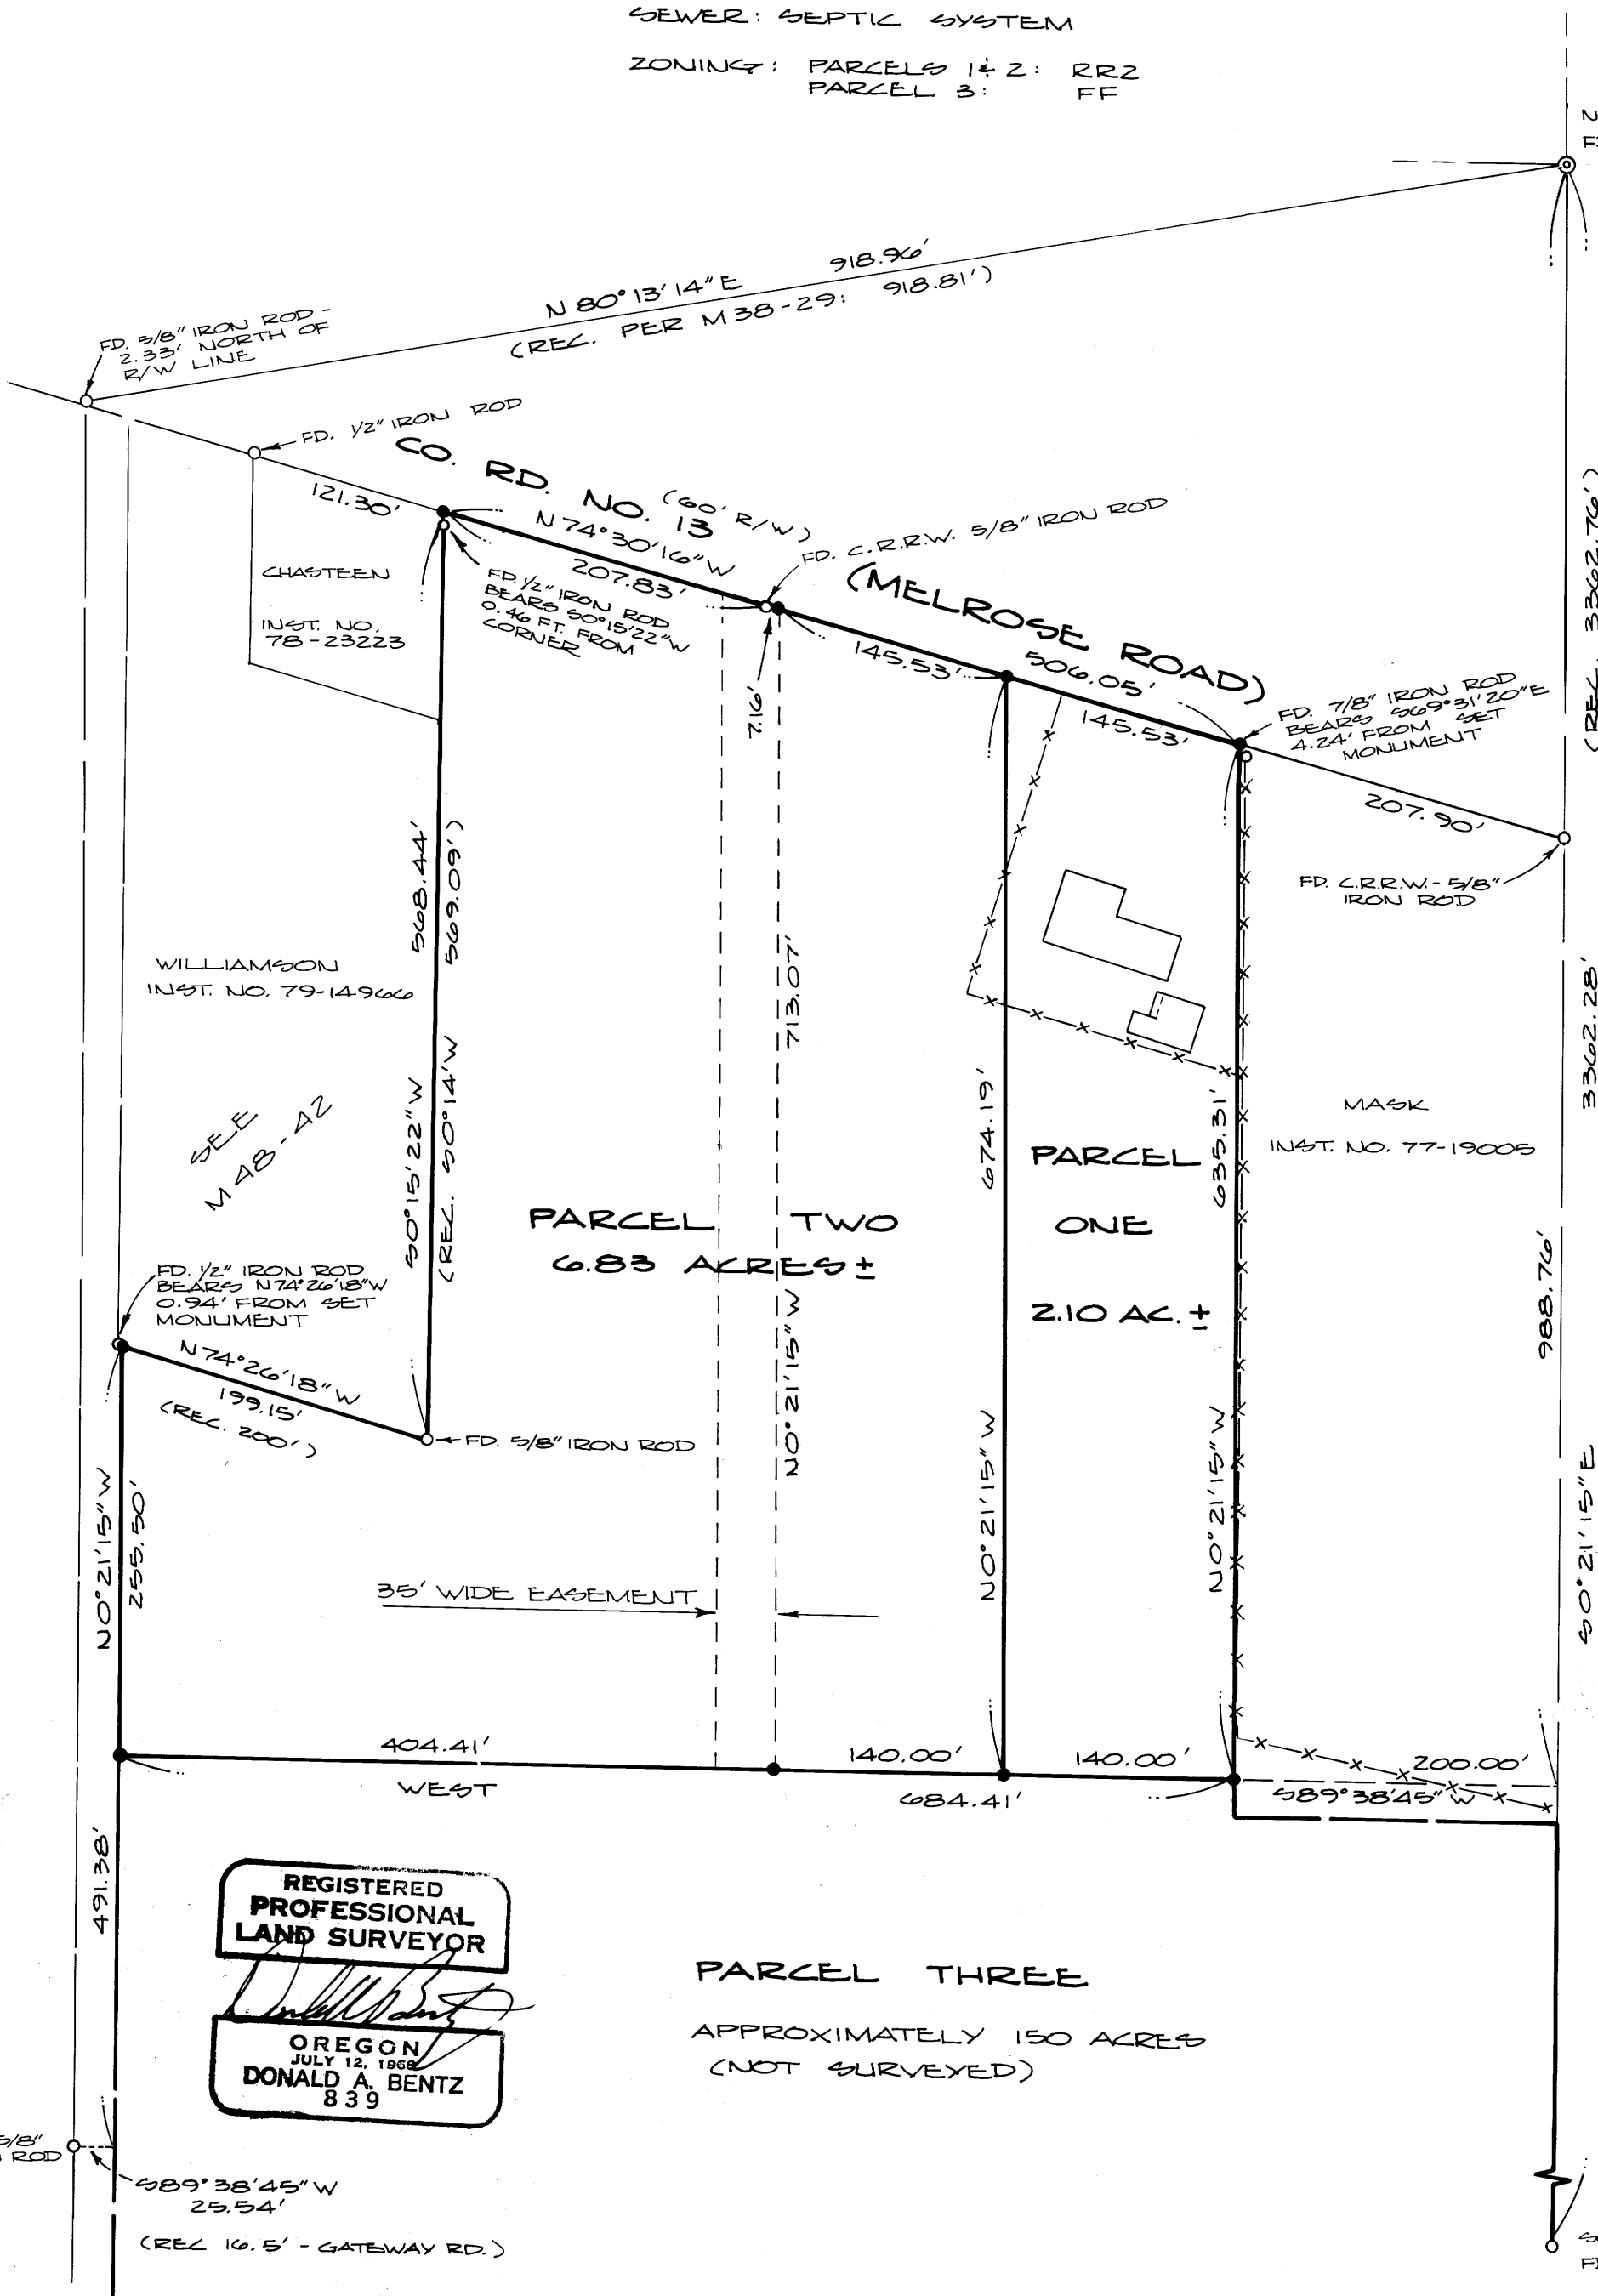 SEWER: SEPTIC SYSTEM
ZONING: PARCELS 1 & 2: RR2
PARCEL 3: FF
N 80°13'14"E 918.96'
(REC. PER M38-29: 918.81')
FD. 5/8" IRON ROD -
2.33' NORTH OF
R/W LINE
FD. 1/2" IRON ROD
CO. RD. NO. 13
(60' R/W)
(MELROSE ROAD)
121.30'
N 74°30'16" W
207.83'
FD. C.R.R.W. 5/8" IRON ROD
CHASTEEN
INST. NO.
78-23223
FD. 1/2" IRON ROD
BEARS S0°15'22"W
0.46 FT. FROM
CORNER
7.16'
145.53'
506.05'
145.53'
FD. 7/8" IRON ROD
BEARS S69°31'20"E
4.24' FROM SET
MONUMENT
207.90'
FD. C.R.R.W. - 5/8"
IRON ROD
(REC. 3362.76')
3362.28'
988.76'
S0°21'15"E
568.44'
569.09')
S0°15'22"W
(REC. S0°14'W
WILLIAMSON
INST. NO. 79-14966
SEE
M48-42
713.07'
N0°21'15"W
674.19'
N0°21'15"W
635.31'
N0°21'15"W
MASK
INST. NO. 77-19005
PARCEL
ONE
2.10 AC. ±
PARCEL TWO
6.83 ACRES ±
FD. 1/2" IRON ROD
BEARS N74°26'18"W
0.94' FROM SET
MONUMENT
N74°26'18" W
199.15'
(REC. 200')
FD. 5/8" IRON ROD
N0°21'15"W
255.50'
35' WIDE EASEMENT
404.41'
WEST
140.00'
140.00'
684.41'
200.00'
S89°38'45" W
491.38'
REGISTERED
PROFESSIONAL
LAND SURVEYOR
OREGON
JULY 12, 1968
DONALD A. BENTZ
839
PARCEL THREE
APPROXIMATELY 150 ACRES
(NOT SURVEYED)
5/8"
ROD
S89°38'45" W
25.54'
(REC 16.5' - GATEWAY RD.)